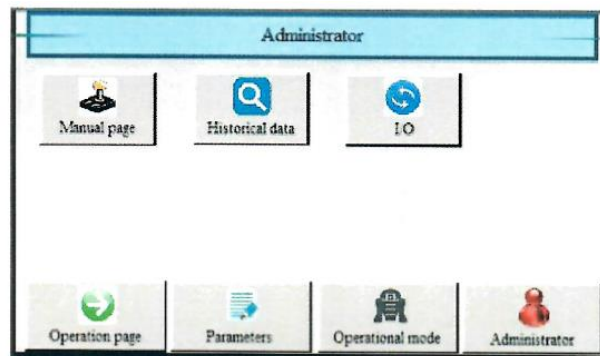 Administrator
Manual page
Historical data
I.O
Operation page
Parameters
Operational mode
Administrator